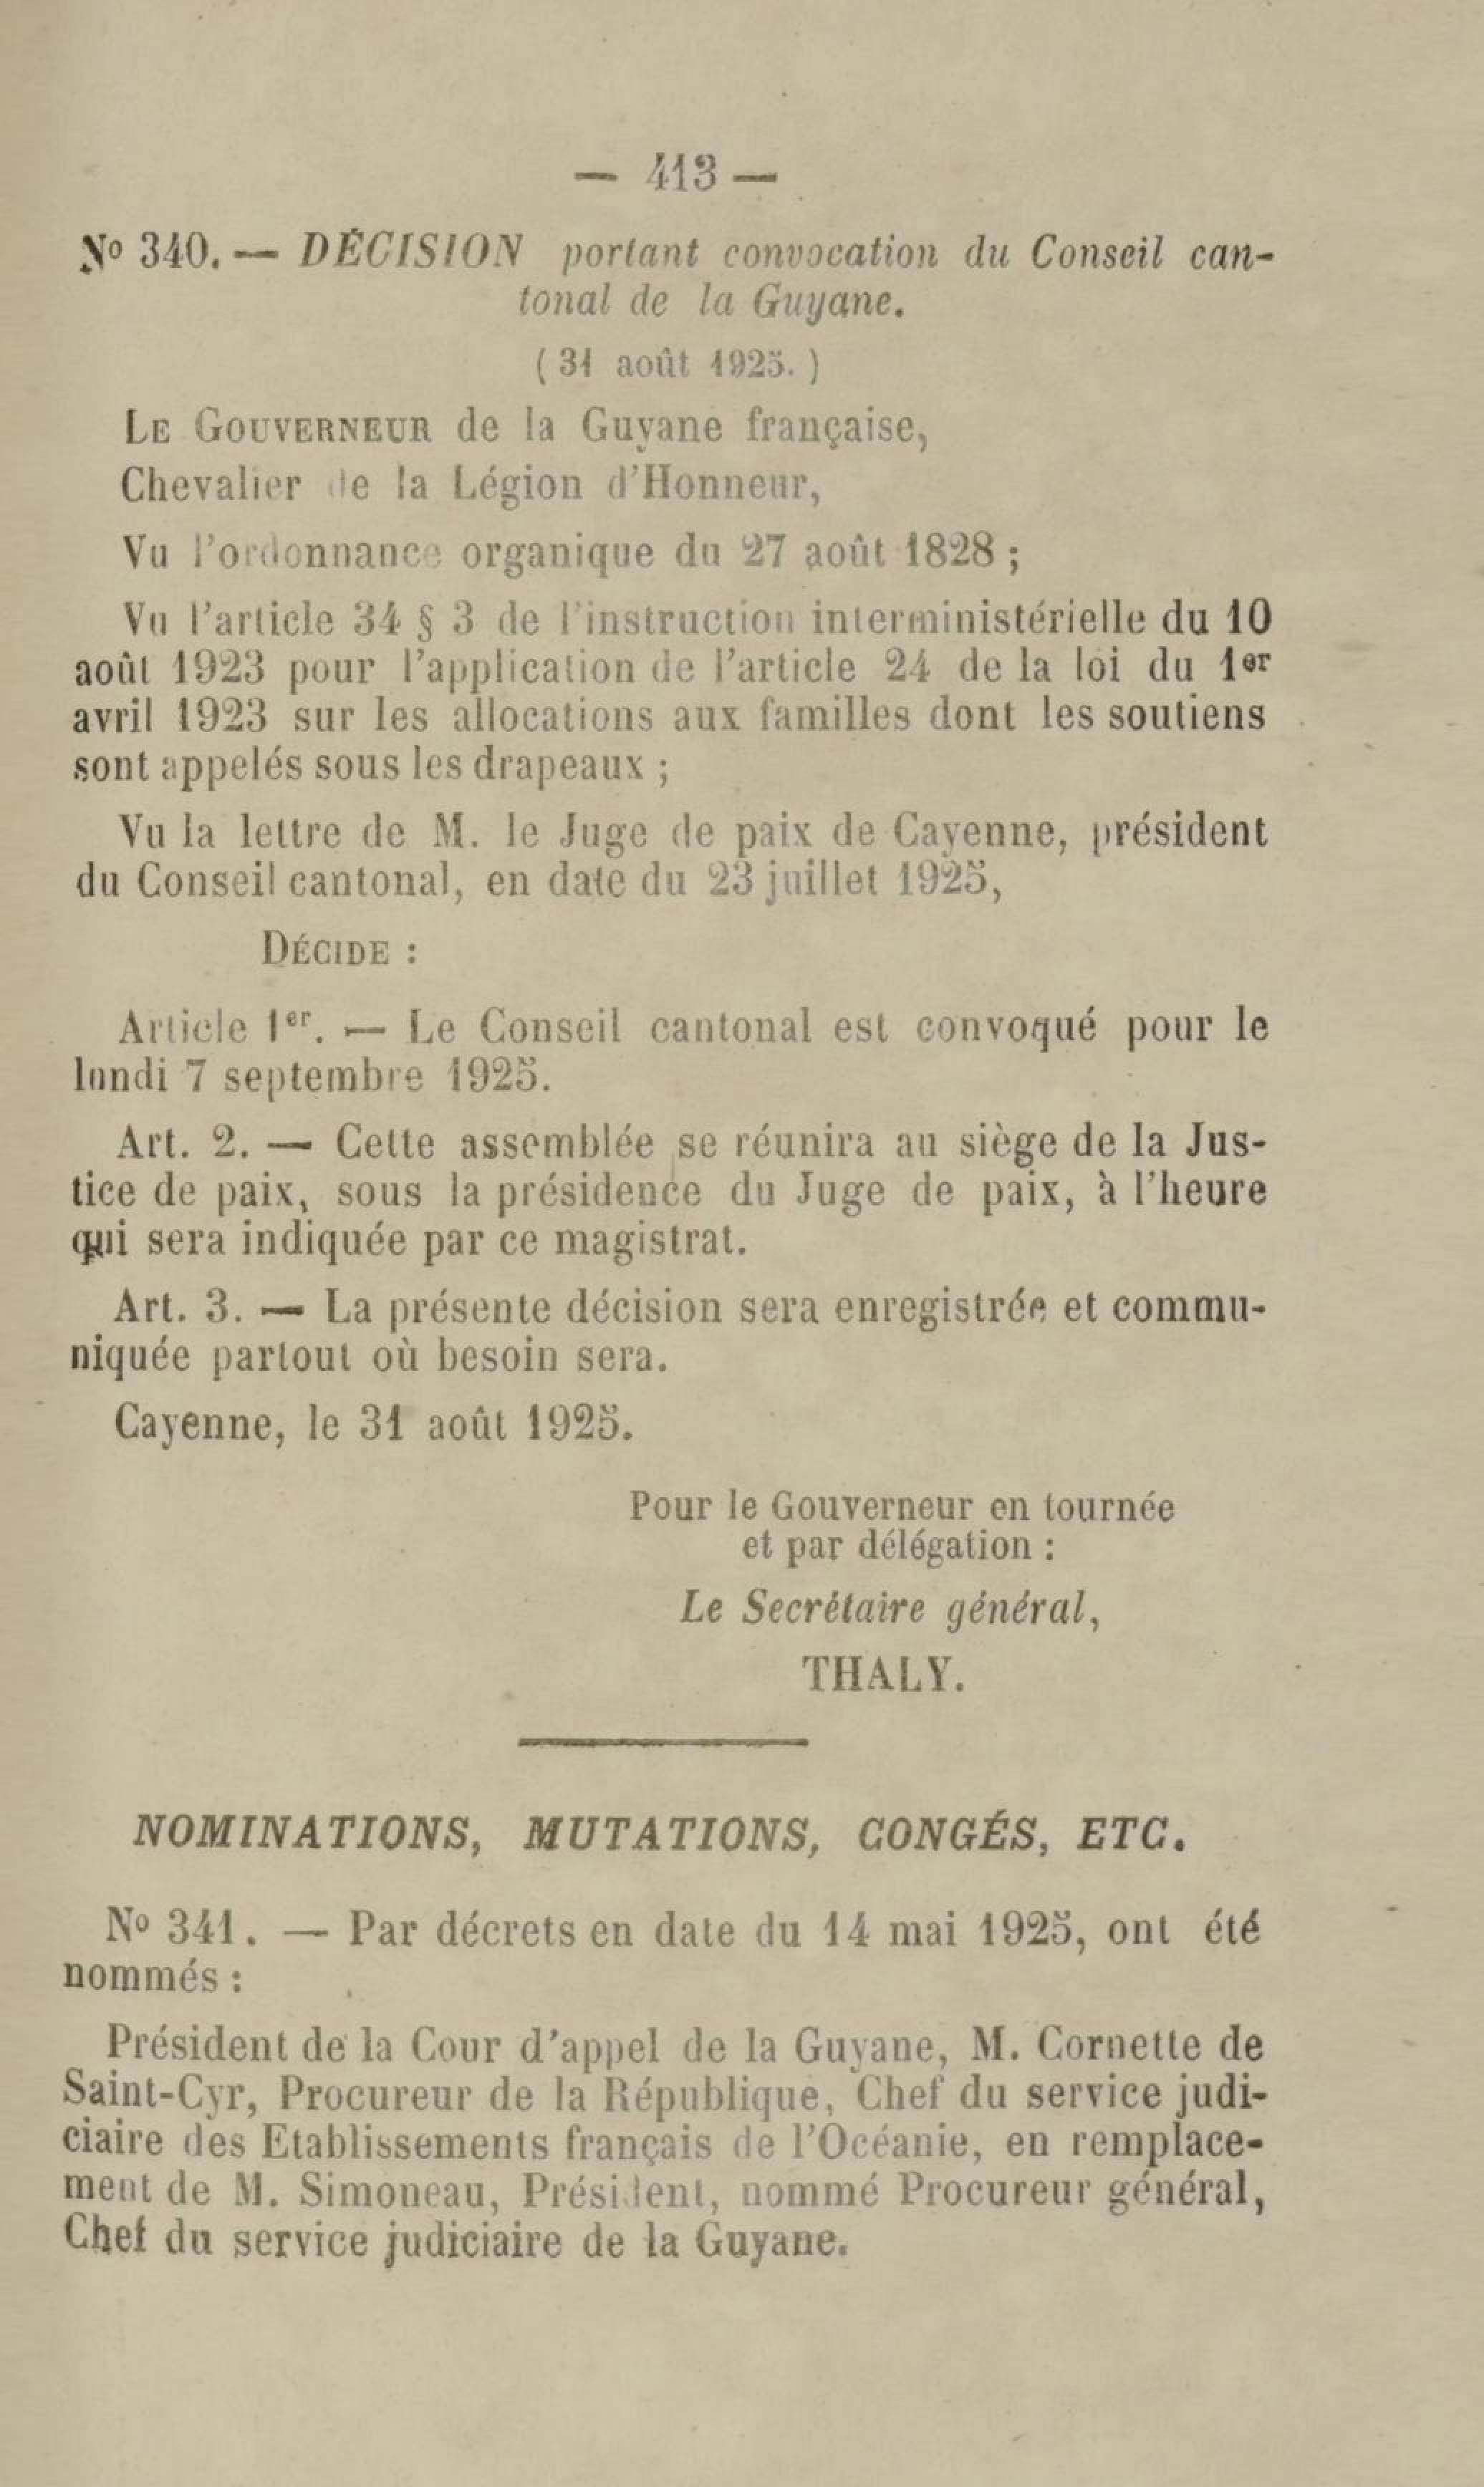 — 413 —
Nº 340. — DÉCISION portant convocation du Conseil can-
tonal de la Guyane.
( 31 août 1925. )
LE GOUVERNEUR de la Guyane française,
Chevalier de la Légion d'Honneur,
Vu l'ordonnance organique du 27 août 1828 ;
Vu l'article 34 § 3 de l'instruction interministérielle du 10
août 1923 pour l'application de l'article 24 de la loi du 1er
avril 1923 sur les allocations aux familles dont les soutiens
sont appelés sous les drapeaux ;
Vu la lettre de M. le Juge de paix de Cayenne, président
du Conseil cantonal, en date du 23 juillet 1925,
DÉCIDE :
Article 1er. — Le Conseil cantonal est convoqué pour le
lundi 7 septembre 1925.
Art. 2. — Cette assemblée se réunira au siège de la Jus-
tice de paix, sous la présidence du Juge de paix, à l'heure
qui sera indiquée par ce magistrat.
Art. 3. — La présente décision sera enregistrée et commu-
niquée partout où besoin sera.
Cayenne, le 31 août 1925.
Pour le Gouverneur en tournée
et par délégation :
Le Secrétaire général,
THALY.
NOMINATIONS, MUTATIONS, CONGÉS, ETC.
Nº 341. — Par décrets en date du 14 mai 1925, ont été
nommés :
Président de la Cour d'appel de la Guyane, M. Cornette de
Saint-Cyr, Procureur de la République, Chef du service judi-
ciaire des Etablissements français de l'Océanie, en remplace-
ment de M. Simoneau, Président, nommé Procureur général,
Chef du service judiciaire de la Guyane.